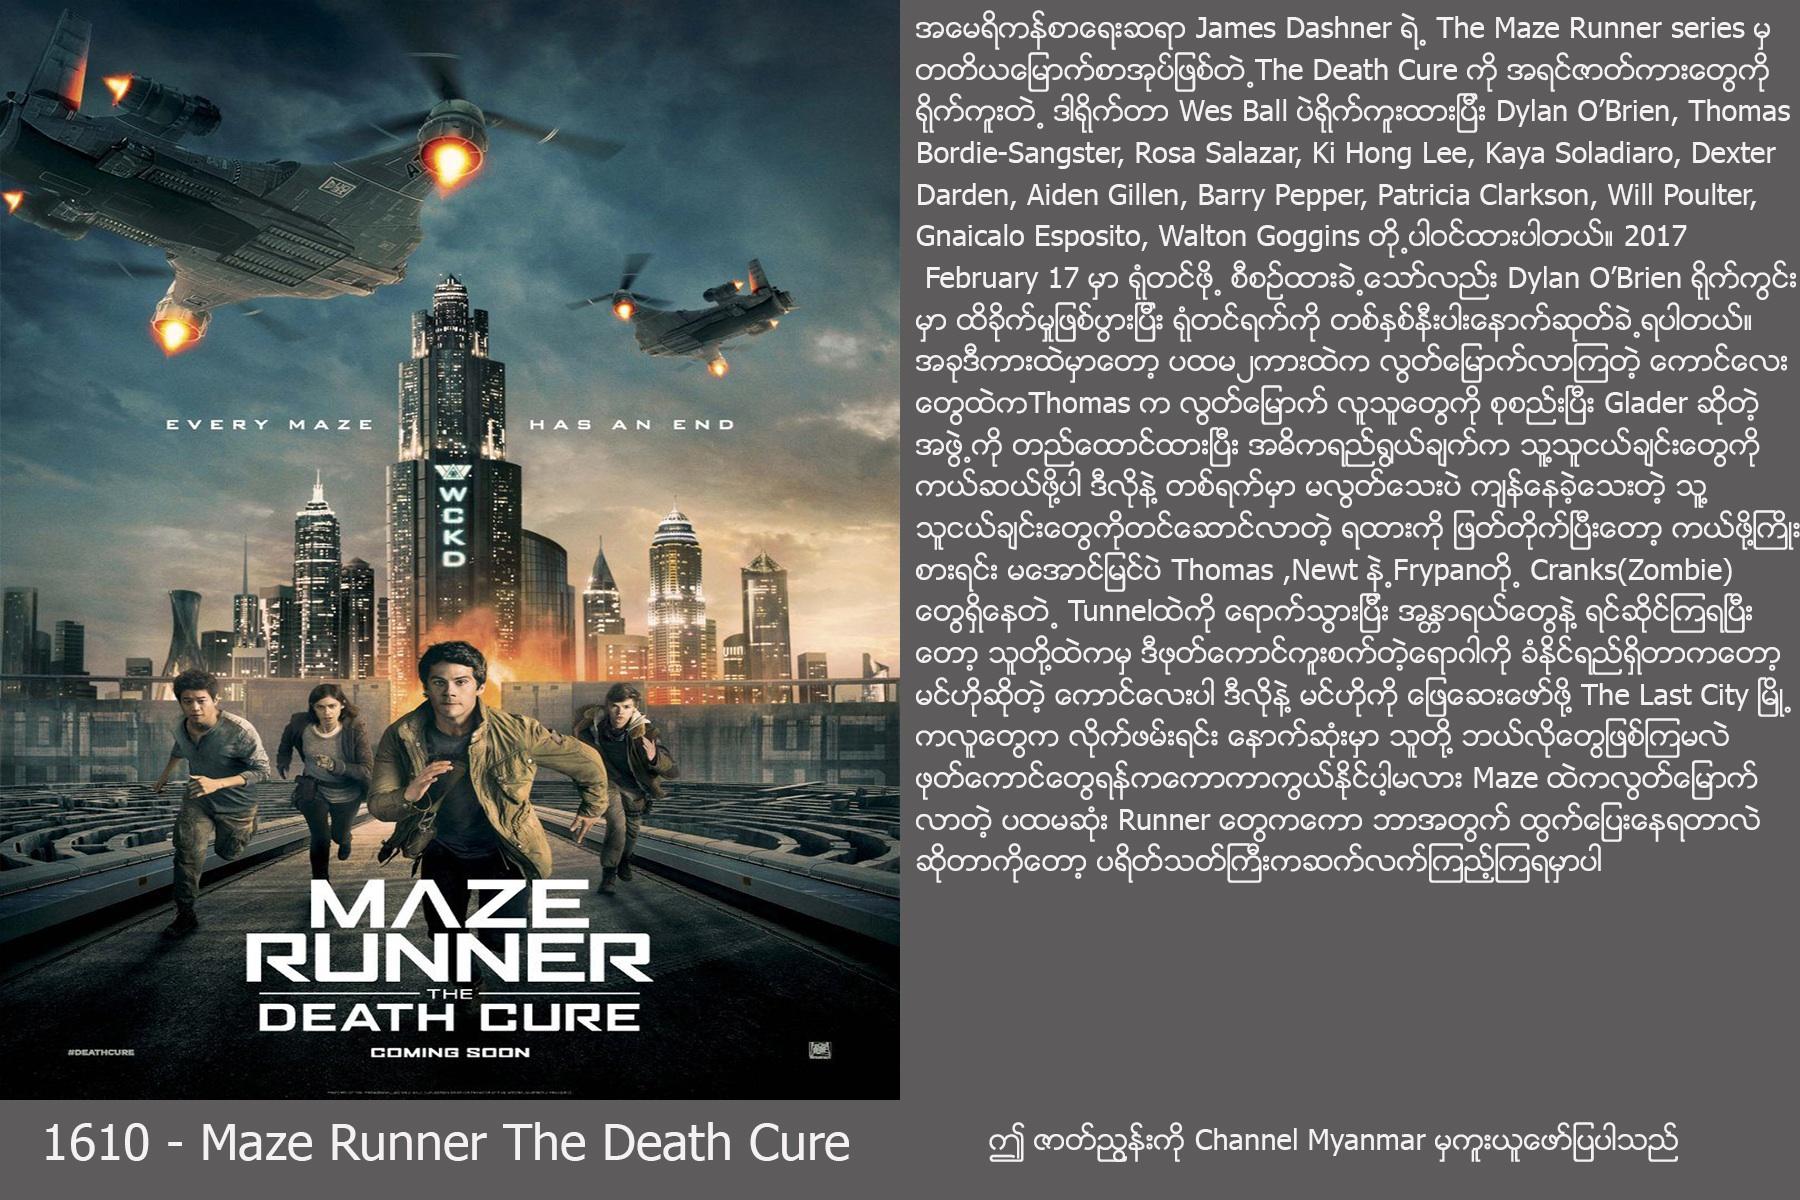 EVERY MAZE HAS AN END
WCKD
MAZE
RUNNER
THE
DEATH CURE
COMING SOON
#DEATHCURE
1610 - Maze Runner The Death Cure
အမေရိကန်စာရေးဆရာ James Dashner ရဲ့ The Maze Runner series မှ
တတိယမြောက်စာအုပ်ဖြစ်တဲ့ The Death Cure ကို အရင်ဇာတ်ကားတွေကို
ရိုက်ကူးတဲ့ ဒါရိုက်တာ Wes Ball ပဲရိုက်ကူးထားပြီး Dylan O’Brien, Thomas
Bordie-Sangster, Rosa Salazar, Ki Hong Lee, Kaya Soladiaro, Dexter
Darden, Aiden Gillen, Barry Pepper, Patricia Clarkson, Will Poulter,
Gnaicalo Esposito, Walton Goggins တို့ပါဝင်ထားပါတယ်။ 2017
February 17 မှာ ရုံတင်ဖို့ စီစဉ်ထားခဲ့သော်လည်း Dylan O’Brien ရိုက်ကွင်း
မှာ ထိခိုက်မှုဖြစ်ပွားပြီး ရုံတင်ရက်ကို တစ်နှစ်နီးပါးနောက်ဆုတ်ခဲ့ရပါတယ်။
အခုဒီကားထဲမှာတော့ ပထမ၂ကားထဲက လွတ်မြောက်လာကြတဲ့ ကောင်လေး
တွေထဲကThomas က လွတ်မြောက် လူသူတွေကို စုစည်းပြီး Glader ဆိုတဲ့
အဖွဲ့ကို တည်ထောင်ထားပြီး အဓိကရည်ရွယ်ချက်က သူ့သူငယ်ချင်းတွေကို
ကယ်ဆယ်ဖို့ပါ ဒီလိုနဲ့ တစ်ရက်မှာ မလွတ်သေးပဲ ကျန်နေခဲ့သေးတဲ့ သူ့
သူငယ်ချင်းတွေကိုတင်ဆောင်လာတဲ့ ရထားကို ဖြတ်တိုက်ပြီးတော့ ကယ်ဖို့ကြိုး
စားရင်း မအောင်မြင်ပဲ Thomas ,Newt နဲ့Frypanတို့ Cranks(Zombie)
တွေရှိနေတဲ့ Tunnelထဲကို ရောက်သွားပြီး အန္တာရယ်တွေနဲ့ ရင်ဆိုင်ကြရပြီး
တော့ သူတို့ထဲကမှ ဒီဖုတ်ကောင်ကူးစက်တဲ့ရောဂါကို ခံနိုင်ရည်ရှိတာကတော့
မင်ဟိုဆိုတဲ့ ကောင်လေးပါ ဒီလိုနဲ့ မင်ဟိုကို ဖြေဆေးဖော်ဖို့ The Last City မြို့
ကလူတွေက လိုက်ဖမ်းရင်း နောက်ဆုံးမှာ သူတို့ ဘယ်လိုတွေဖြစ်ကြမလဲ
ဖုတ်ကောင်တွေရန်ကကောကာကွယ်နိုင်ပါ့မလား Maze ထဲကလွတ်မြောက်
လာတဲ့ ပထမဆုံး Runner တွေကကော ဘာအတွက် ထွက်ပြေးနေရတာလဲ
ဆိုတာကိုတော့ ပရိတ်သတ်ကြီးကဆက်လက်ကြည့်ကြရမှာပါ
ဤ ဇာတ်ညွှန်းကို Channel Myanmar မှကူးယူဖော်ပြပါသည်